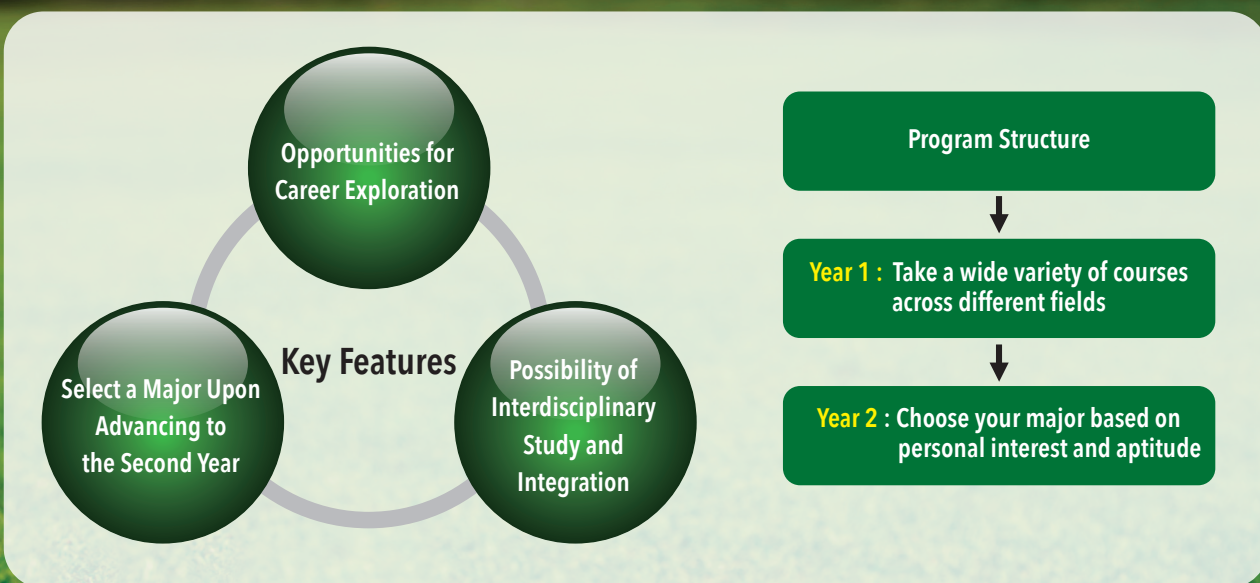 Opportunities for
Career Exploration
Key Features
Select a Major Upon
Advancing to
the Second Year
Possibility of
Interdisciplinary
Study and
Integration
Program Structure
Year 1 : Take a wide variety of courses
across different fields
Year 2 : Choose your major based on
personal interest and aptitude